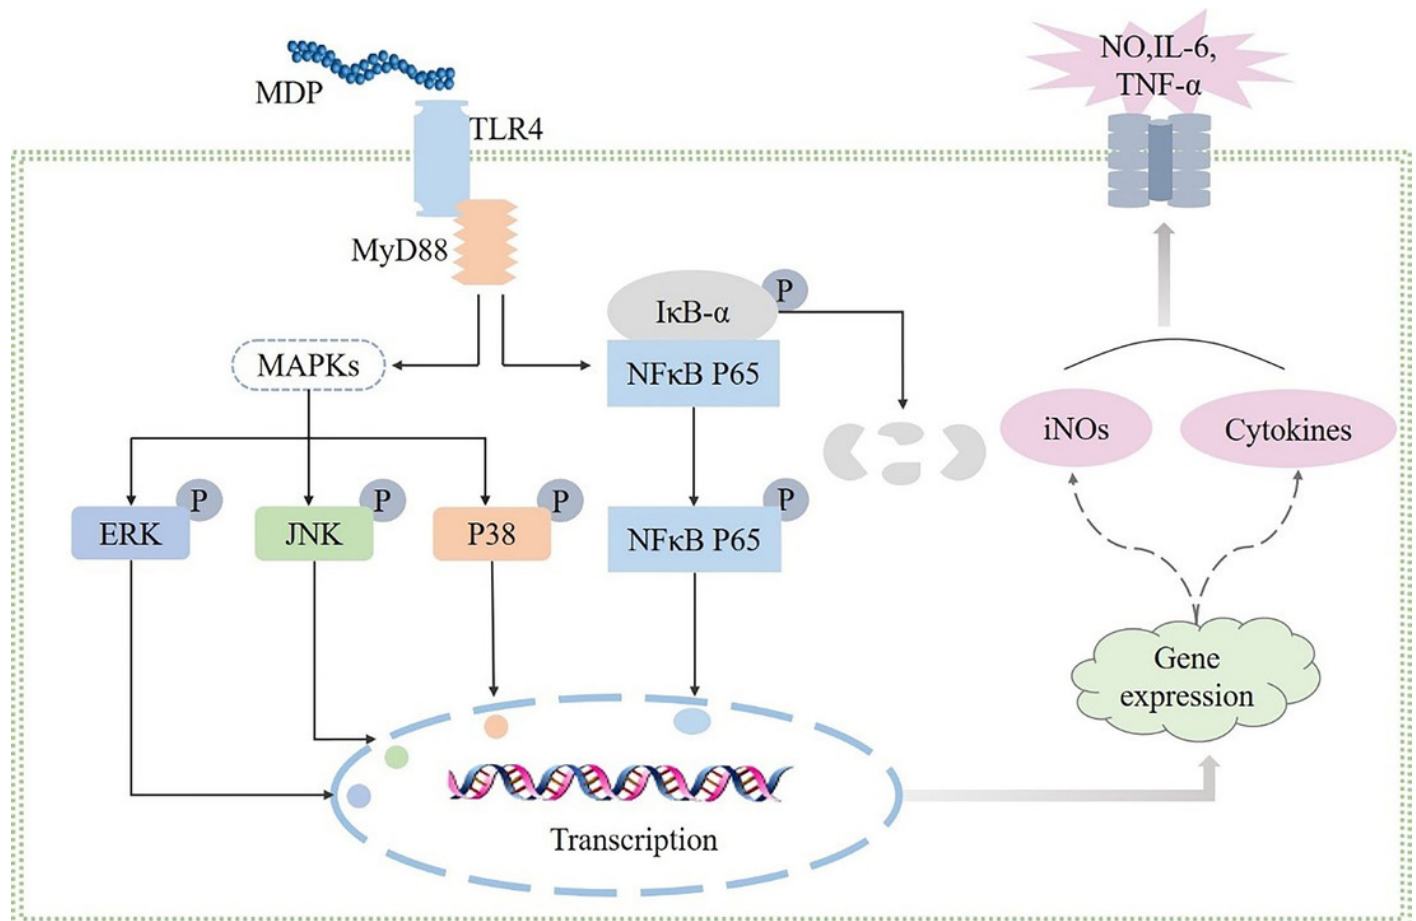 MDP
TLR4
MyD88
NO,IL-6,
TNF-α
IκB-α
P
NFκB P65
MAPKs
iNOs
Cytokines
ERK
P
JNK
P
P38
P
NFκB P65
P
Gene
expression
Transcription